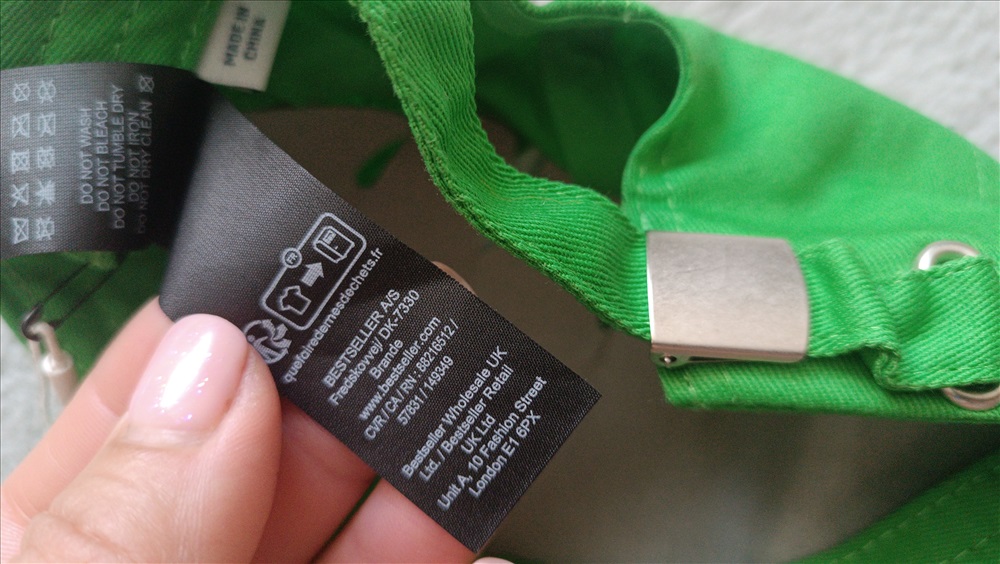 MADE IN
CHINA
DO NOT WASH
DO NOT BLEACH
DO NOT TUMBLE DRY
DO NOT IRON
DO NOT DRY CLEAN
FR
quefairedemesdechets.fr
BESTSELLER A/S
Fredskovvej/ DK-7330
Brande
www.bestseller.com
CVR / CA / RN : 88216512 /
57851 / 149349
Bestseller Wholesale UK
Ltd. / Bestseller Retail
UK Ltd
Unit A, 10 Fashion Street
London E1 6PX